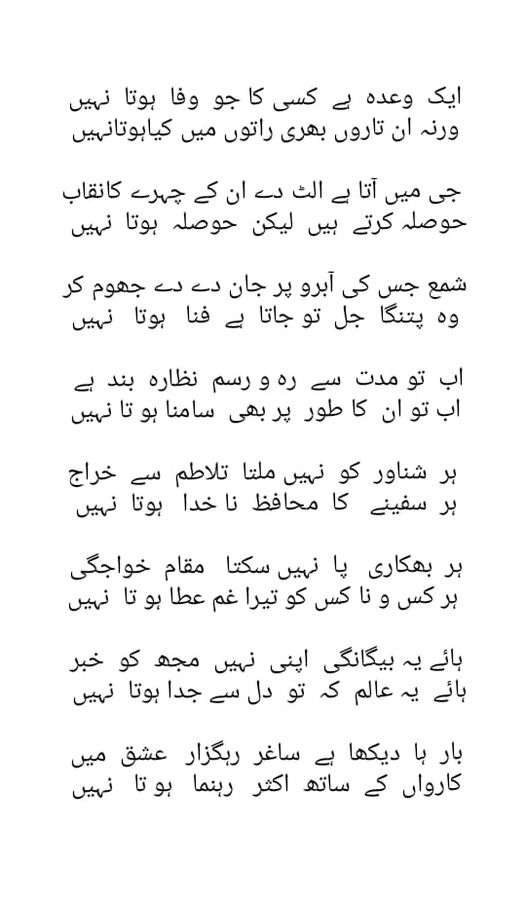 ایک وعدہ ہے کسی کا جو وفا ہوتا نہیں
ورنہ ان تاروں بھری راتوں میں کیاہوتانہیں
جی میں آتا ہے الٹ دے ان کے چہرے کانقاب
حوصلہ کرتے ہیں لیکن حوصلہ ہوتا نہیں
شمع جس کی آبرو پر جان دے دے جھوم کر
وہ پتنگا جل تو جاتا ہے فنا ہوتا نہیں
اب تو مدت سے رہ و رسم نظارہ بند ہے
اب تو ان کا طور پر بھی سامنا ہو تا نہیں
ہر شناور کو نہیں ملتا تلاطم سے خراج
ہر سفینے کا محافظ نا خدا ہوتا نہیں
ہر بھکاری پا نہیں سکتا مقام خواجگی
ہر کس و نا کس کو تیرا غم عطا ہو تا نہیں
ہائے یہ بیگانگی اپنی نہیں مجھ کو خبر
ہائے یہ عالم کہ تو دل سے جدا ہوتا نہیں
بار ہا دیکھا ہے ساغر رہگزار عشق میں
کارواں کے ساتھ اکثر رہنما ہو تا نہیں